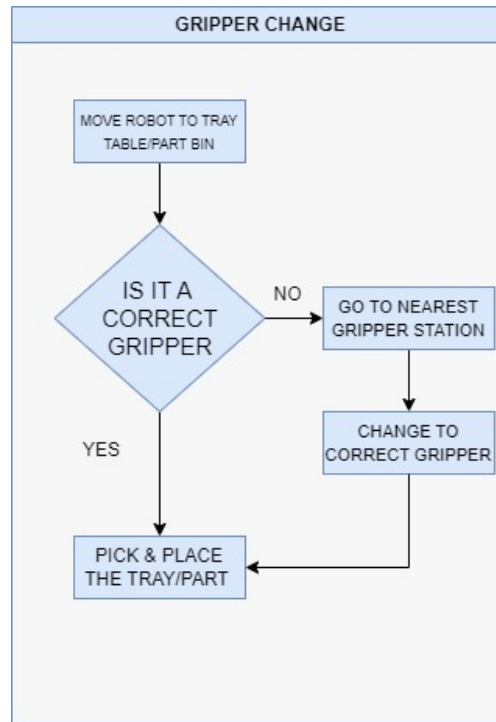 GRIPPER CHANGE
MOVE ROBOT TO TRAY
TABLE/PART BIN
IS IT A
CORRECT
GRIPPER
NO
GO TO NEAREST
GRIPPER STATION
CHANGE TO
CORRECT GRIPPER
YES
PICK & PLACE
THE TRAY/PART